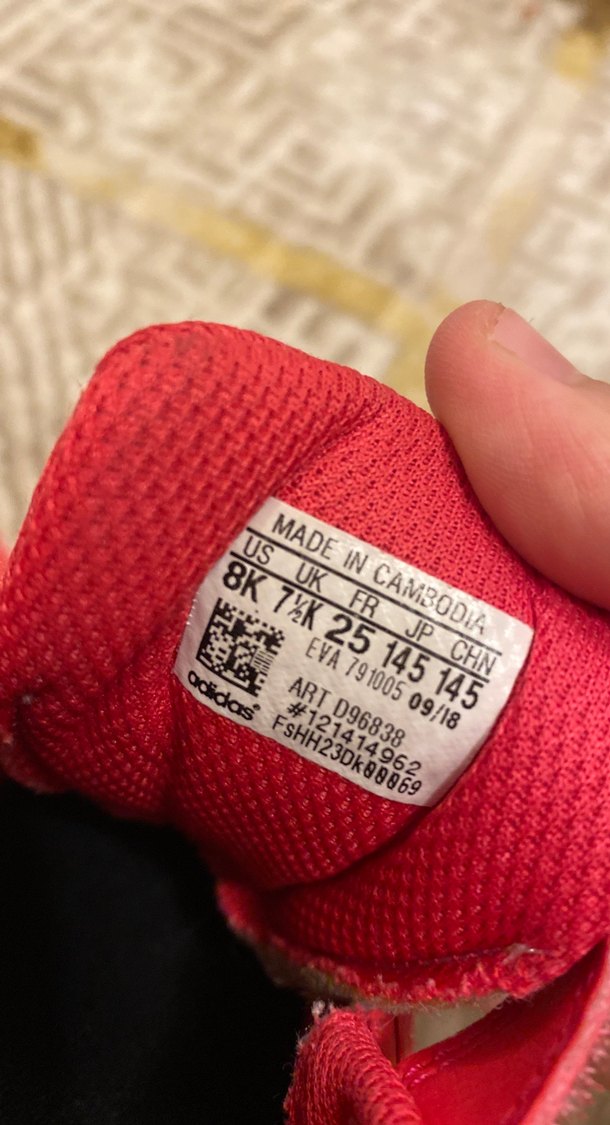 MADE IN CAMBODIA
US UK FR JP CHN
8K 7½K 25 145 145
EVA 791005 09/18
ART D96838
#121414962
FsHH23Dk00069
adidas®